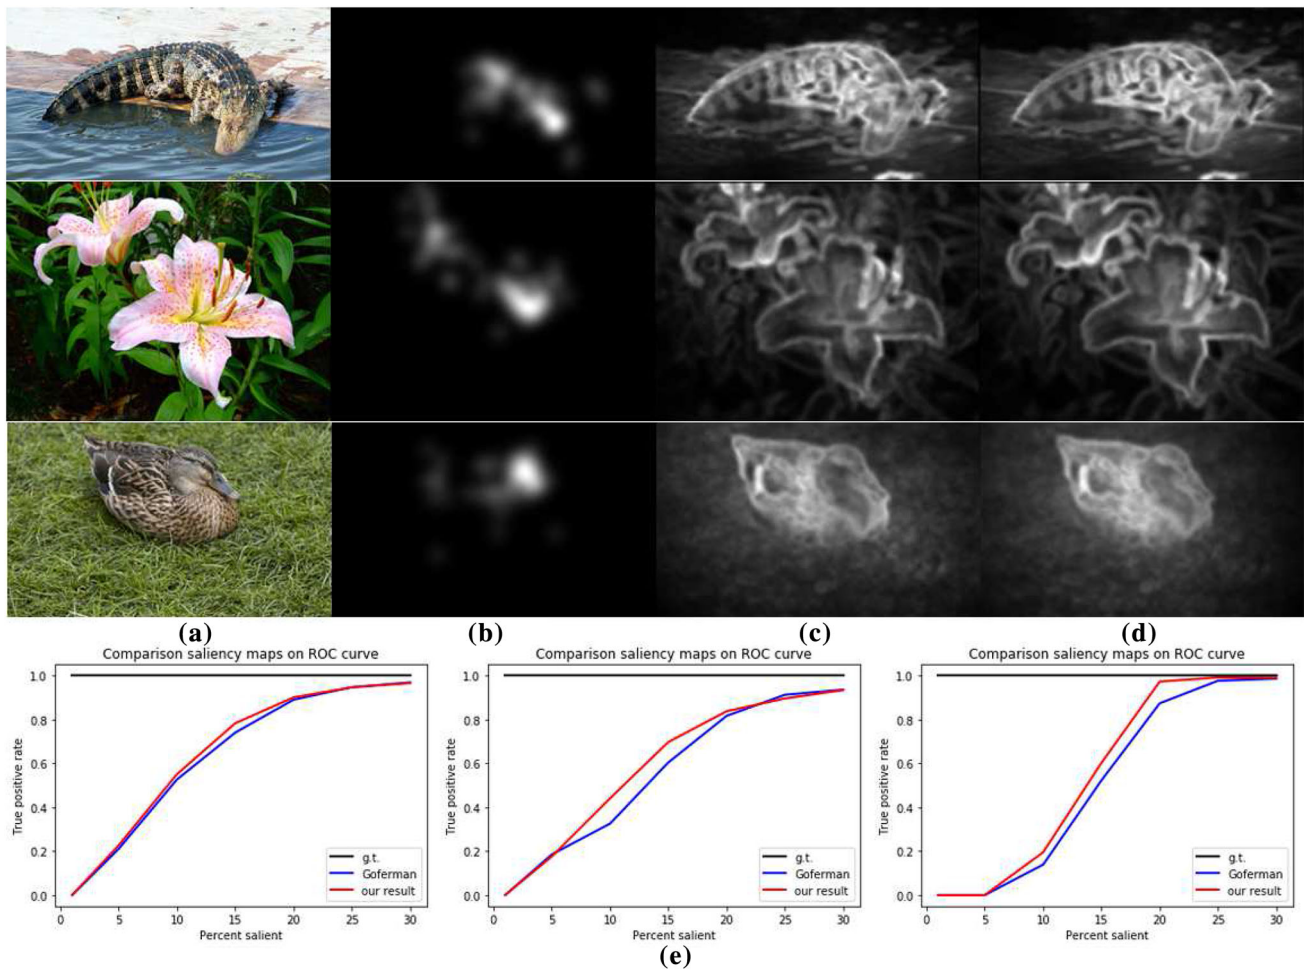 (a) (b) (c) (d)
Comparison saliency maps on ROC curve
1.0
0.8
0.6
0.4
0.2
0.0
True positive rate
g.t.
Goferman
our result
0 5 10 15 20 25 30
Percent salient
Comparison saliency maps on ROC curve
1.0
0.8
0.6
0.4
0.2
0.0
True positive rate
g.t.
Goferman
our result
0 5 10 15 20 25 30
Percent salient
Comparison saliency maps on ROC curve
1.0
0.8
0.6
0.4
0.2
0.0
True positive rate
g.t.
Goferman
our result
0 5 10 15 20 25 30
Percent salient
(e)